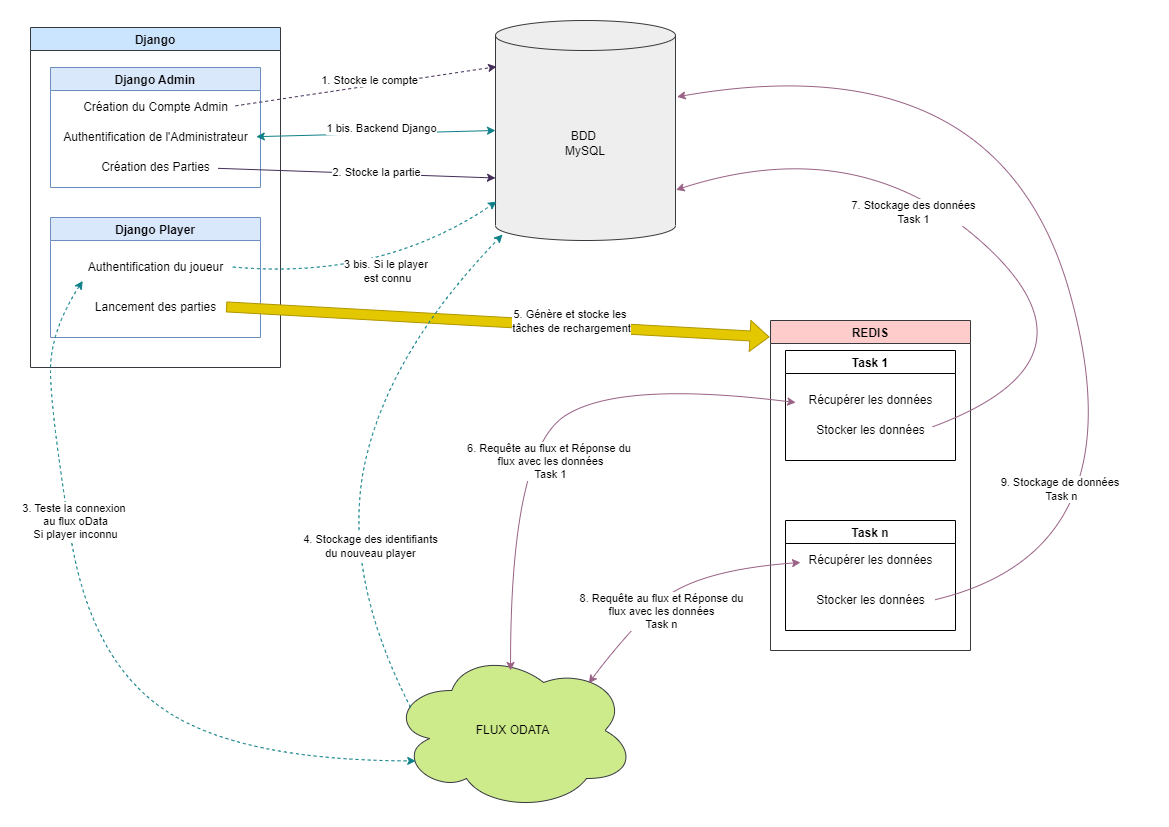 Django
Django Admin
Création du Compte Admin
Authentification de l'Administrateur
Création des Parties
Django Player
Authentification du joueur
Lancement des parties
1. Stocke le compte
1 bis. Backend Django
2. Stocke la partie
3 bis. Si le player
est connu
BDD
MySQL
5. Génère et stocke les
tâches de rechargement
7. Stockage des données
Task 1
REDIS
Task 1
Récupérer les données
Stocker les données
6. Requête au flux et Réponse du
flux avec les données
Task 1
9. Stockage de données
Task n
3. Teste la connexion
au flux oData
Si player inconnu
4. Stockage des identifiants
du nouveau player
Task n
Récupérer les données
Stocker les données
8. Requête au flux et Réponse du
flux avec les données
Task n
FLUX ODATA